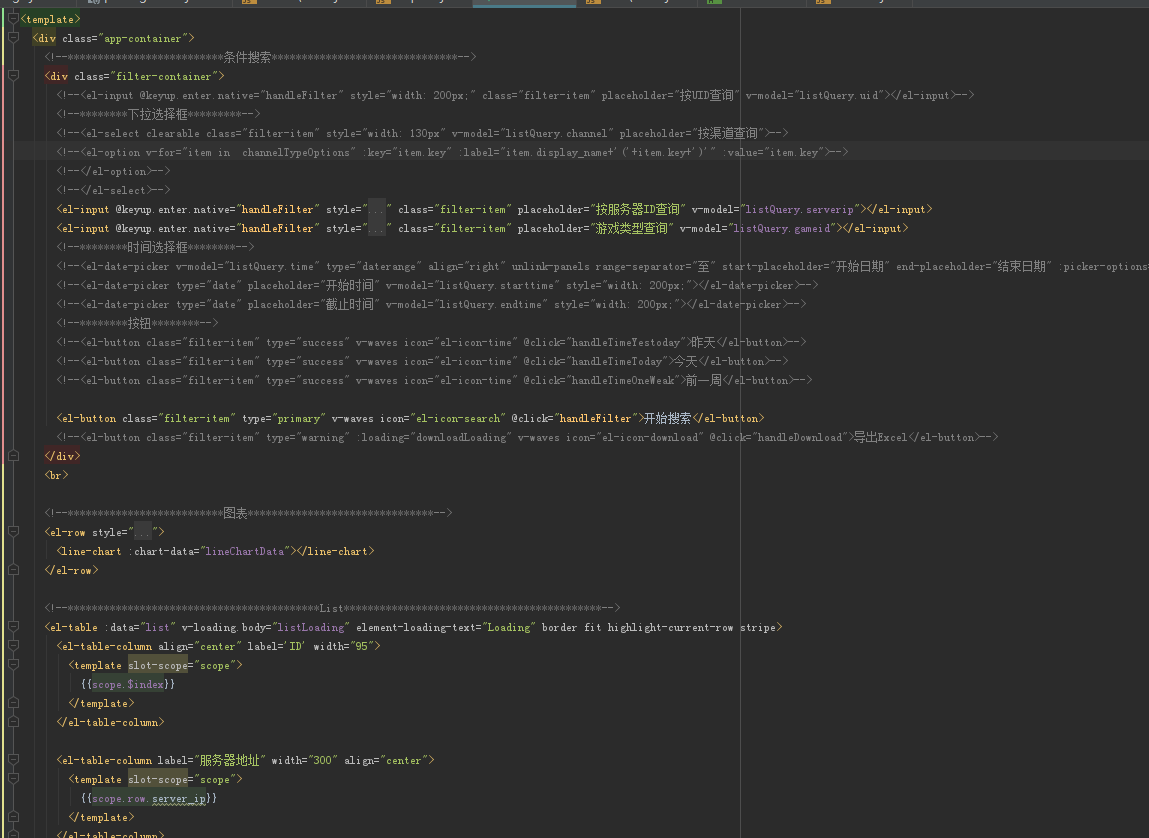 <template>
<div class="app-container">
<!--**************************条件搜索*******************************-->
<div class="filter-container">
<!--<el-input @keyup.enter.native="handleFilter" style="width: 200px;" class="filter-item" placeholder="按UID查询" v-model="listQuery.uid"></el-input>-->
<!--********下拉选择框*********-->
<!--<el-select clearable class="filter-item" style="width: 130px" v-model="listQuery.channel" placeholder="按渠道查询">-->
<!--<el-option v-for="item in  channelTypeOptions" :key="item.key" :label="item.display_name+'('+item.key+')'" :value="item.key">-->
<!--</el-option>-->
<!--</el-select>-->
<el-input @keyup.enter.native="handleFilter" style="..." class="filter-item" placeholder="按服务器ID查询" v-model="listQuery.serverip"></el-input>
<el-input @keyup.enter.native="handleFilter" style="..." class="filter-item" placeholder="游戏类型查询" v-model="listQuery.gameid"></el-input>
<!--********时间选择框********-->
<!--<el-date-picker v-model="listQuery.time" type="daterange" align="right" unlink-panels range-separator="至" start-placeholder="开始日期" end-placeholder="结束日期" :picker-options=
<!--<el-date-picker type="date" placeholder="开始时间" v-model="listQuery.starttime" style="width: 200px;"></el-date-picker>-->
<!--<el-date-picker type="date" placeholder="截止时间" v-model="listQuery.endtime" style="width: 200px;"></el-date-picker>-->
<!--********按钮********-->
<!--<el-button class="filter-item" type="success" v-waves icon="el-icon-time" @click="handleTimeYestoday">昨天</el-button>-->
<!--<el-button class="filter-item" type="success" v-waves icon="el-icon-time" @click="handleTimeToday">今天</el-button>-->
<!--<el-button class="filter-item" type="success" v-waves icon="el-icon-time" @click="handleTimeOneWeak">前一周</el-button>-->
<el-button class="filter-item" type="primary" v-waves icon="el-icon-search" @click="handleFilter">开始搜索</el-button>
<!--<el-button class="filter-item" type="warning" :loading="downloadLoading" v-waves icon="el-icon-download" @click="handleDownload">导出Excel</el-button>-->
</div>
<br>
<!--**************************图表*******************************-->
<el-row style="...">
<line-chart :chart-data="lineChartData"></line-chart>
</el-row>
<!--******************************************List*******************************************-->
<el-table :data="list" v-loading.body="listLoading" element-loading-text="Loading" border fit highlight-current-row stripe>
<el-table-column align="center" label='ID' width="95">
<template slot-scope="scope">
{{scope.$index}}
</template>
</el-table-column>
<el-table-column label="服务器地址" width="300" align="center">
<template slot-scope="scope">
{{scope.row.server_ip}}
</template>
</el-table-column>